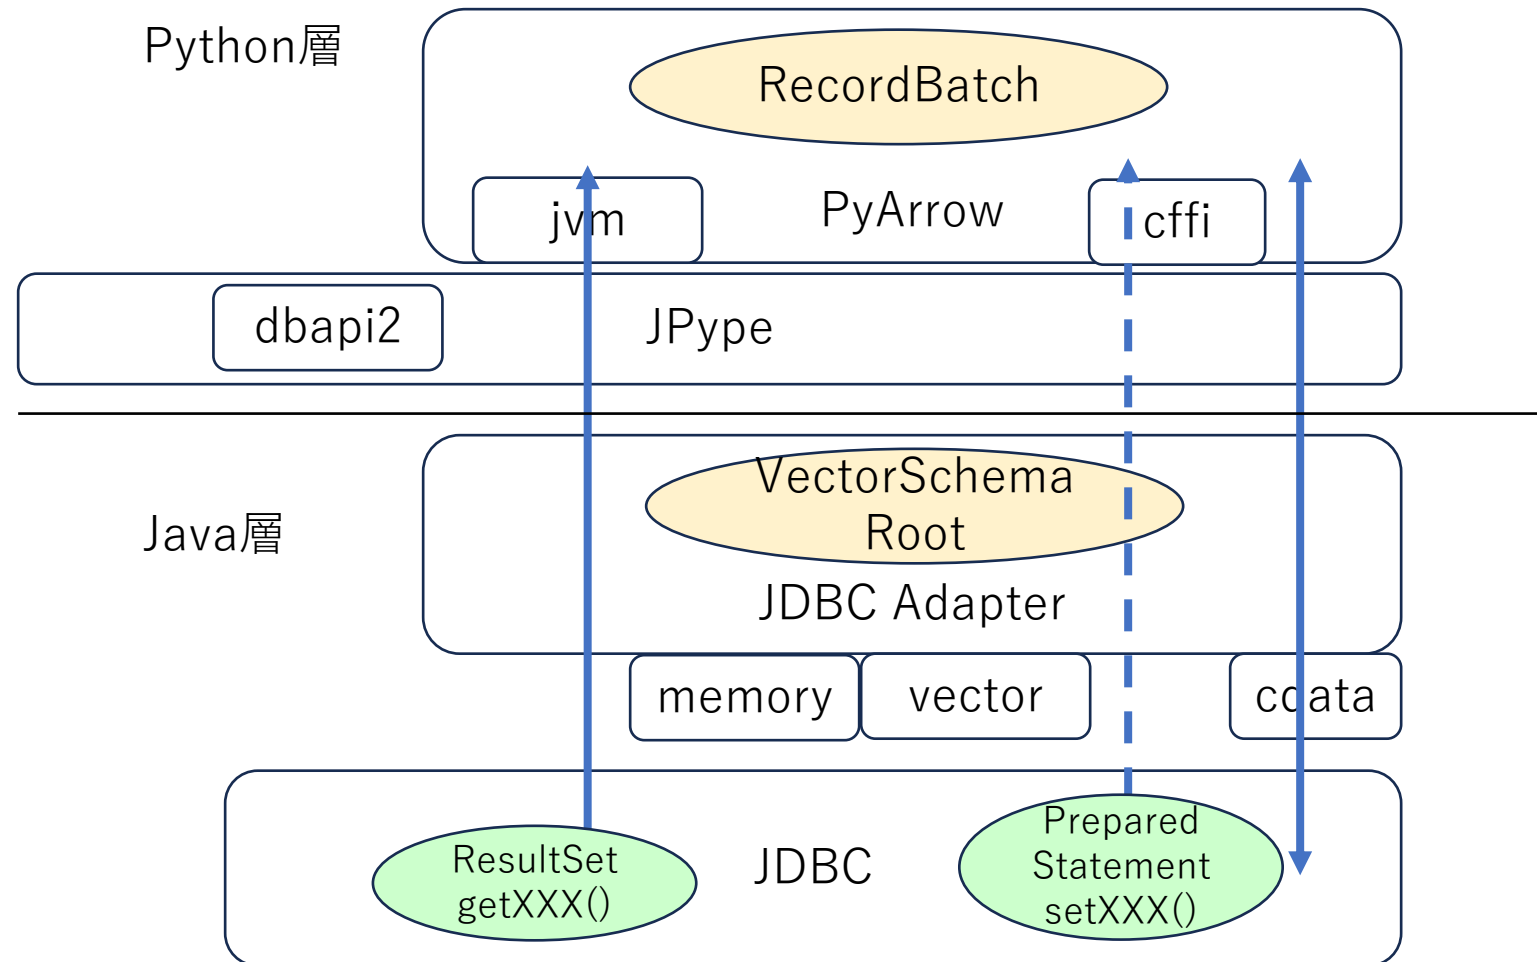 Python層
RecordBatch
jvm
PyArrow
cffi
dbapi2
JPype
VectorSchema
Root
Java層
JDBC Adapter
memory
vector
cdata
ResultSet
getXXX()
JDBC
Prepared
Statement
setXXX()